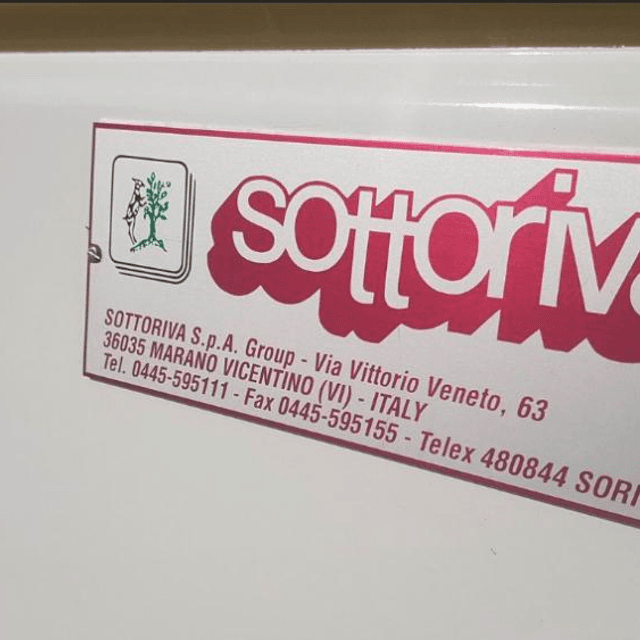 sottoriva
SOTTORIVA S.p.A. Group - Via Vittorio Veneto, 63
36035 MARANO VICENTINO (VI) - ITALY
Tel. 0445-595111 - Fax 0445-595155 - Telex 480844 SORI